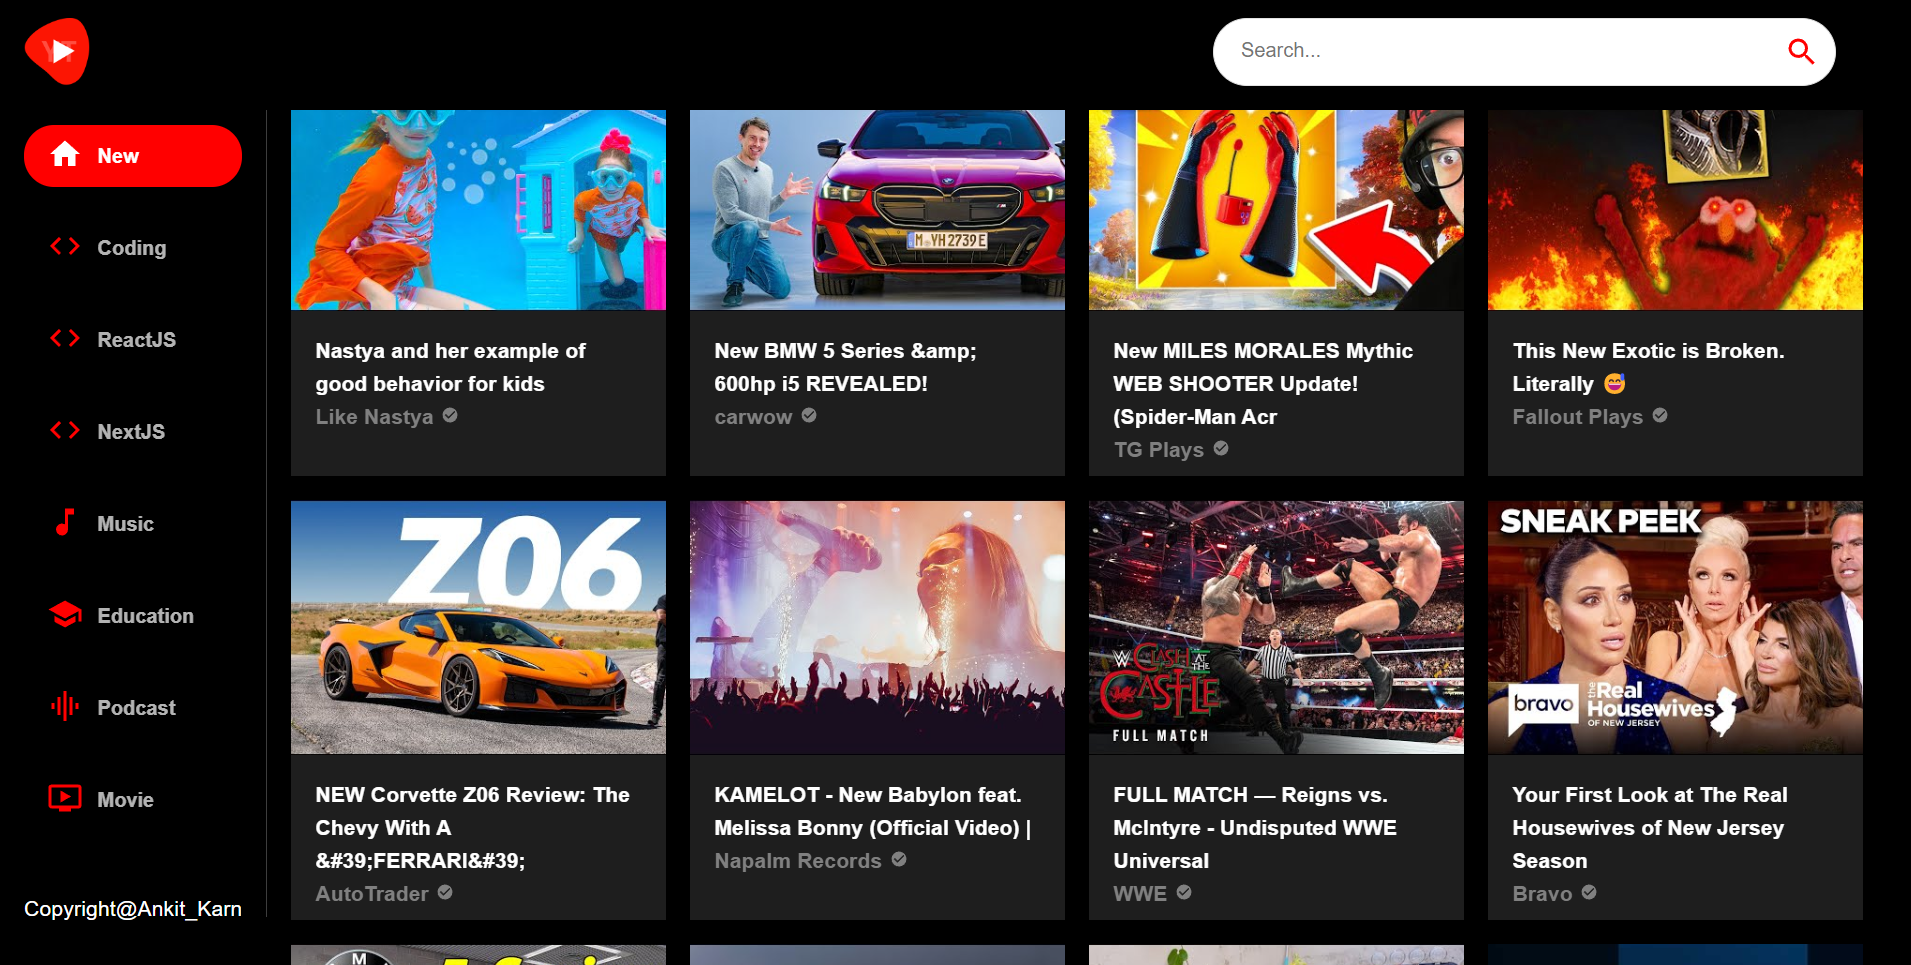 YT
Search...
New
Coding
ReactJS
NextJS
Music
Education
Podcast
Movie
Copyright@Ankit_Karn
M YH 2739E
Nastya and her example of
good behavior for kids
Like Nastya
New BMW 5 Series &amp;
600hp i5 REVEALED!
carwow
New MILES MORALES Mythic
WEB SHOOTER Update!
(Spider-Man Acr
TG Plays
This New Exotic is Broken.
Literally 😅
Fallout Plays
Z06
NEW Corvette Z06 Review: The
Chevy With A
&#39;FERRARI&#39;
AutoTrader
KAMELOT - New Babylon feat.
Melissa Bonny (Official Video) |
Napalm Records
W
CLASH
AT THE
CASTLE
FULL MATCH
FULL MATCH — Reigns vs.
McIntyre - Undisputed WWE
Universal
WWE
SNEAK PEEK
bravo
the Real
Housewives
OF NEW JERSEY
Your First Look at The Real
Housewives of New Jersey
Season
Bravo
M